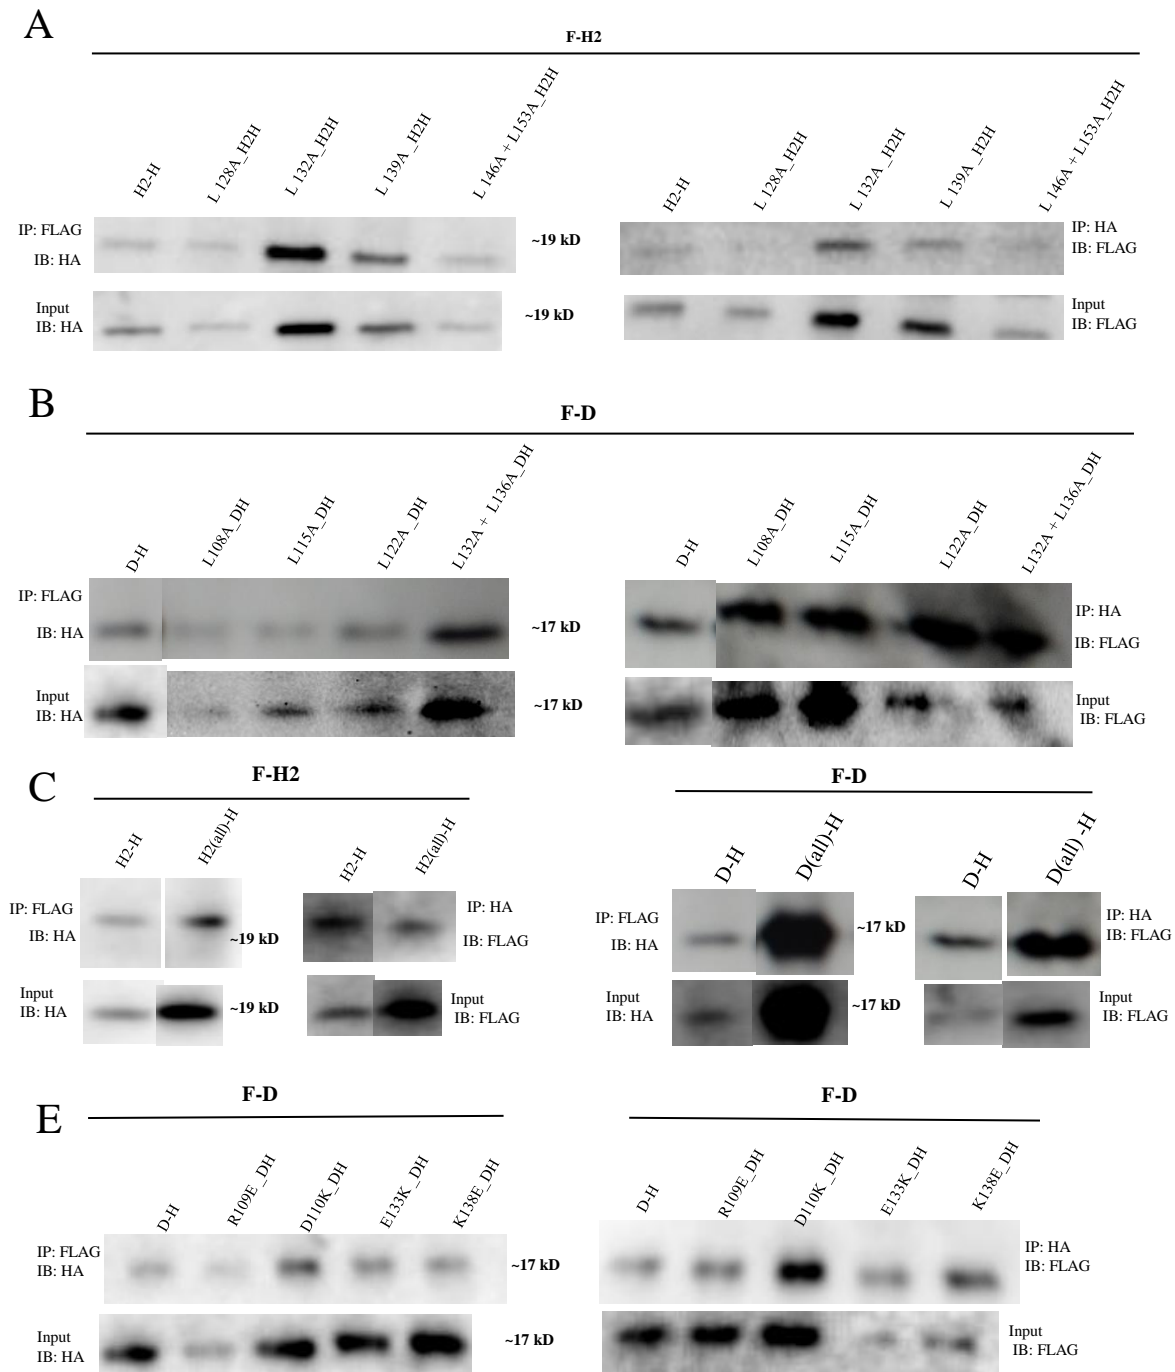 A
F-H2
H2-H
L 128A_H2H
L 132A_H2H
L 139A_H2H
L 146A + L153A_H2H
H2-H
L 128A_H2H
L 132A_H2H
L 139A_H2H
L 146A + L153A_H2H
IP: FLAG
IB: HA
~19 kD
IP: HA
IB: FLAG
Input
IB: HA
~19 kD
Input
IB: FLAG
B
F-D
D-H
L108A_DH
L115A_DH
L122A_DH
L132A + L136A_DH
D-H
L108A_DH
L115A_DH
L122A_DH
L132A + L136A_DH
IP: FLAG
IB: HA
~17 kD
IP: HA
IB: FLAG
Input
IB: HA
~17 kD
Input
IB: FLAG
C
F-H2
F-D
H2-H
H2(all)-H
H2-H
H2(all)-H
D-H
D(all)-H
D-H
D(all) -H
IP: FLAG
IB: HA
~19 kD
IP: HA
IB: FLAG
IP: FLAG
IB: HA
~17 kD
IP: HA
IB: FLAG
Input
IB: HA
~19 kD
Input
IB: FLAG
Input
IB: HA
~17 kD
Input
IB: FLAG
E
F-D
F-D
D-H
R109E_DH
D110K_DH
E133K_DH
K138E_DH
D-H
R109E_DH
D110K_DH
E133K_DH
K138E_DH
IP: FLAG
IB: HA
~17 kD
IP: HA
IB: FLAG
Input
IB: HA
~17 kD
Input
IB: FLAG